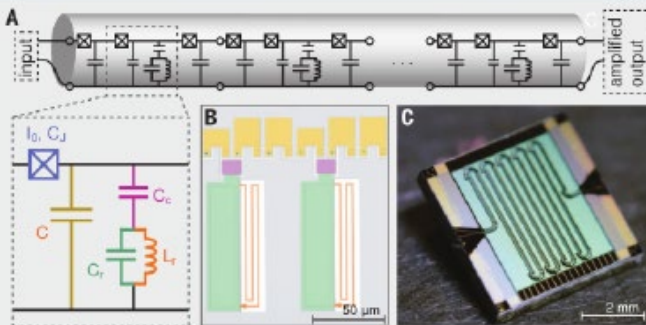 A
input
amplified
output
I₀, C_J
C
C_c
C_r
L_r
B
50 μm
C
2 mm